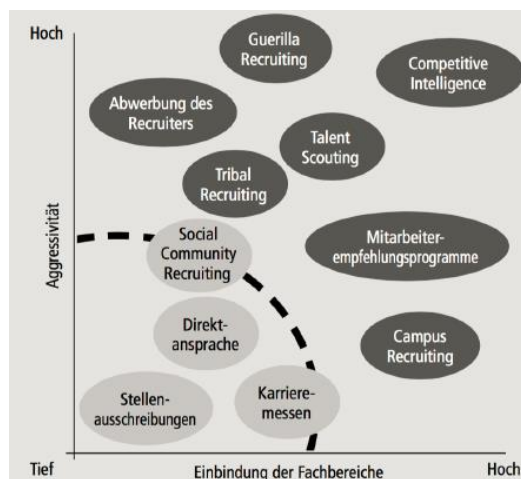 Hoch
Guerilla
Recruiting
Competitive
Intelligence
Abwerbung des
Recruiters
Talent
Scouting
Tribal
Recruiting
Aggressivität
Social
Community
Recruiting
Mitarbeiter-
empfehlungsprogramme
Direkt-
ansprache
Campus
Recruiting
Stellen-
ausschreibungen
Karriere-
messen
Tief
Einbindung der Fachbereiche
Hoch